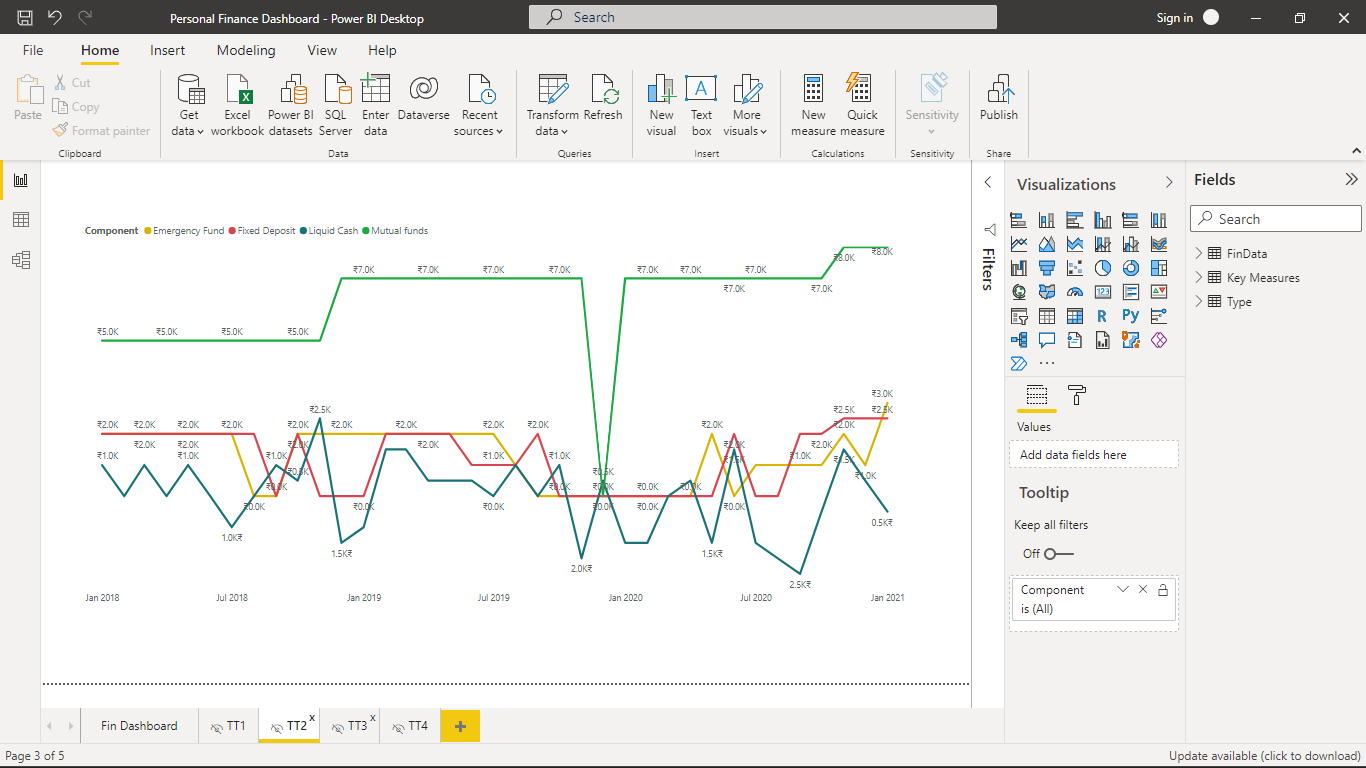 Personal Finance Dashboard - Power BI Desktop
Search
Sign in
File Home Insert Modeling View Help
Paste
Cut
Copy
Format painter
Clipboard
Get data
Excel workbook
Power BI datasets
SQL Server
Enter data
Dataverse
Recent sources
Data
Transform data
Refresh
Queries
New visual
Text box
More visuals
Insert
New measure
Quick measure
Calculations
Sensitivity
Sensitivity
Publish
Share
Component Emergency Fund Fixed Deposit Liquid Cash Mutual funds
₹8.0K ₹8.0K
₹7.0K ₹7.0K ₹7.0K ₹7.0K ₹7.0K ₹7.0K ₹7.0K
₹7.0K ₹7.0K
₹5.0K ₹5.0K ₹5.0K ₹5.0K
₹3.0K
₹2.5K ₹2.5K ₹2.5K
₹2.0K ₹2.0K ₹2.0K ₹2.0K ₹2.0K ₹2.0K ₹2.0K ₹2.0K ₹2.0K ₹2.0K
₹2.0K ₹2.0K ₹2.0K ₹2.0K ₹2.0K ₹2.0K
₹1.0K ₹1.0K ₹1.0K ₹1.0K ₹1.0K ₹1.0K ₹1.5K ₹1.5K
₹0.5K ₹0.5K ₹1.0K
₹0.0K ₹0.0K ₹0.0K ₹0.0K ₹0.0K
₹0.0K ₹0.0K ₹0.0K ₹0.0K ₹0.0K ₹0.0K
₹0.5K
1.0K₹
1.5K₹ 1.5K₹
2.0K₹
2.5K₹
Jan 2018 Jul 2018 Jan 2019 Jul 2019 Jan 2020 Jul 2020 Jan 2021
Filters
Visualizations
123
R Py
Values
Add data fields here
Tooltip
Keep all filters
Off
Component
is (All)
Fields
Search
FinData
Key Measures
Type
Fin Dashboard TT1 TT2 x TT3 x TT4 +
Page 3 of 5
Update available (click to download)